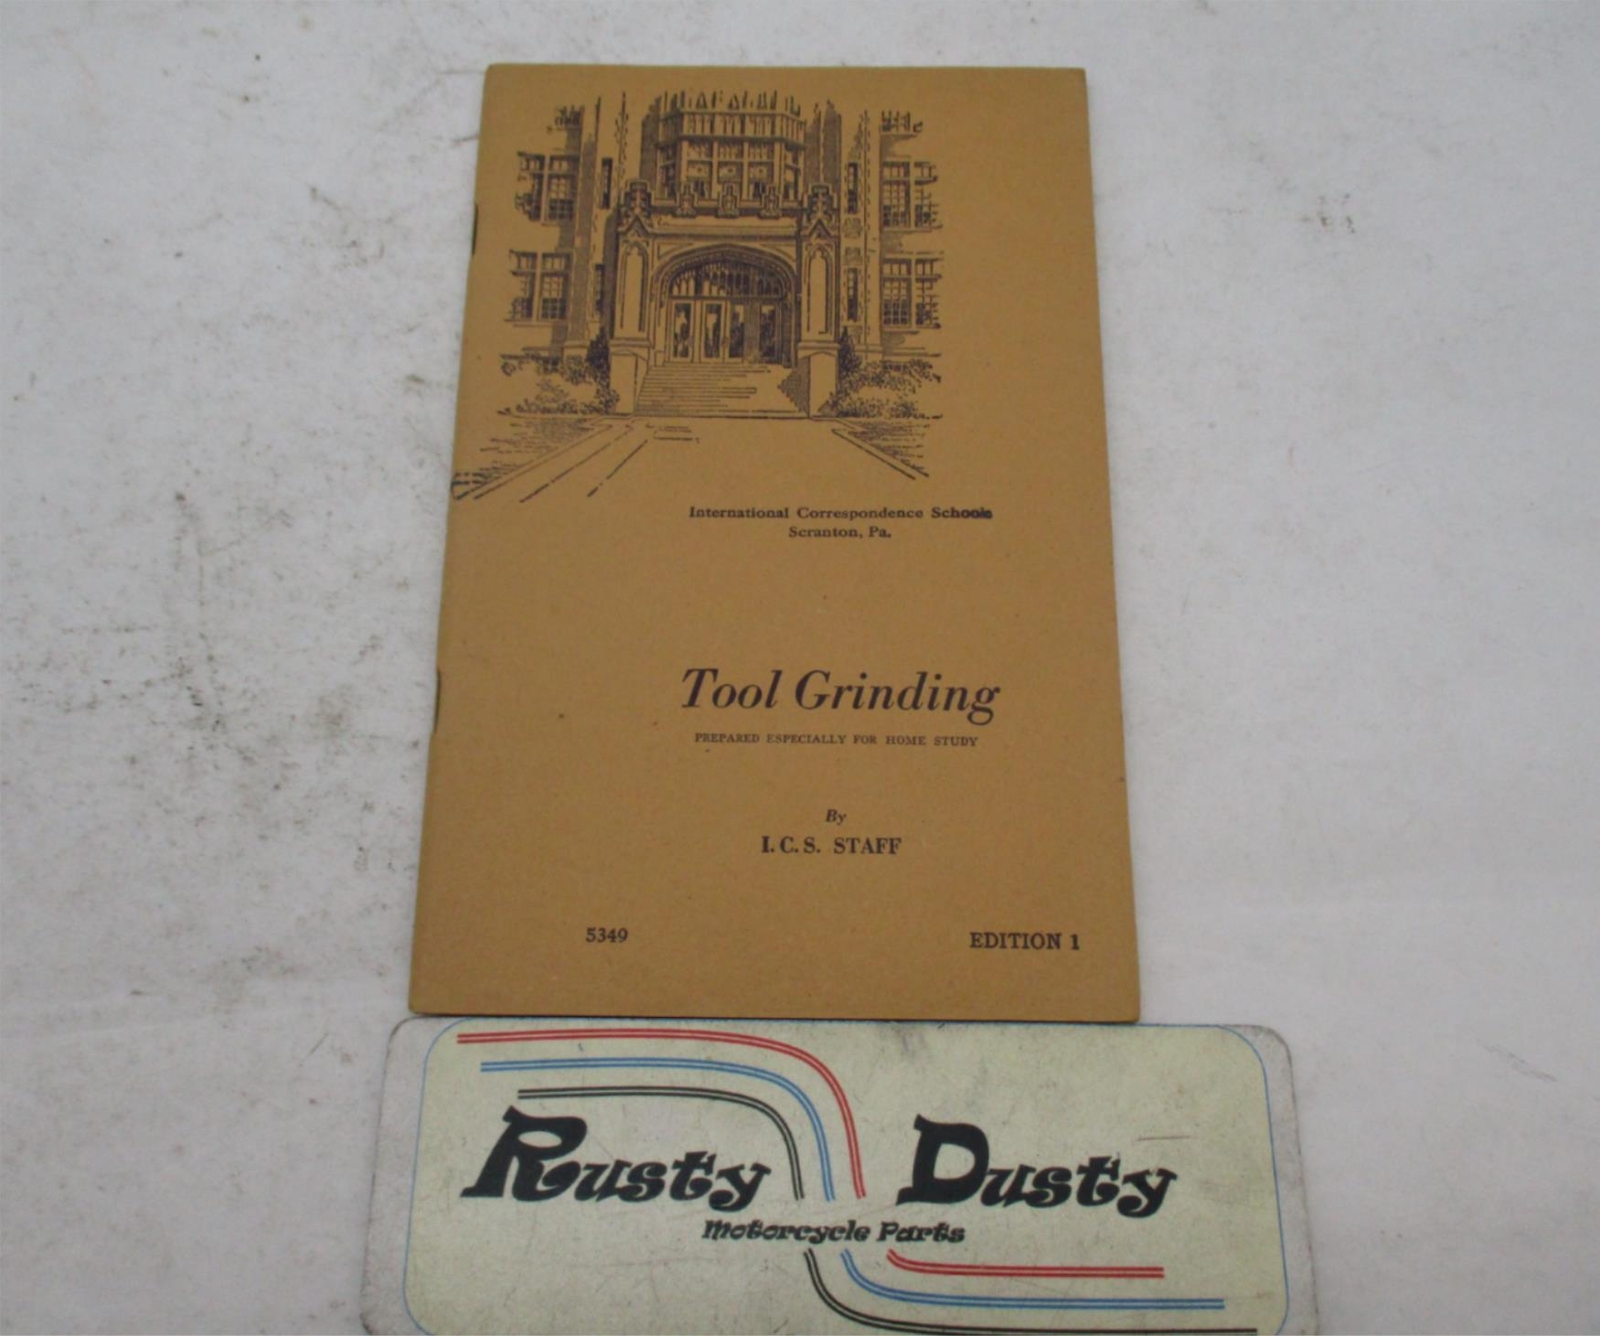 International Correspondence Schools
Scranton, Pa.
Tool Grinding
PREPARED ESPECIALLY FOR HOME STUDY
By
I.C.S. STAFF
5349 EDITION 1
Rusty Dusty
Motorcycle Parts